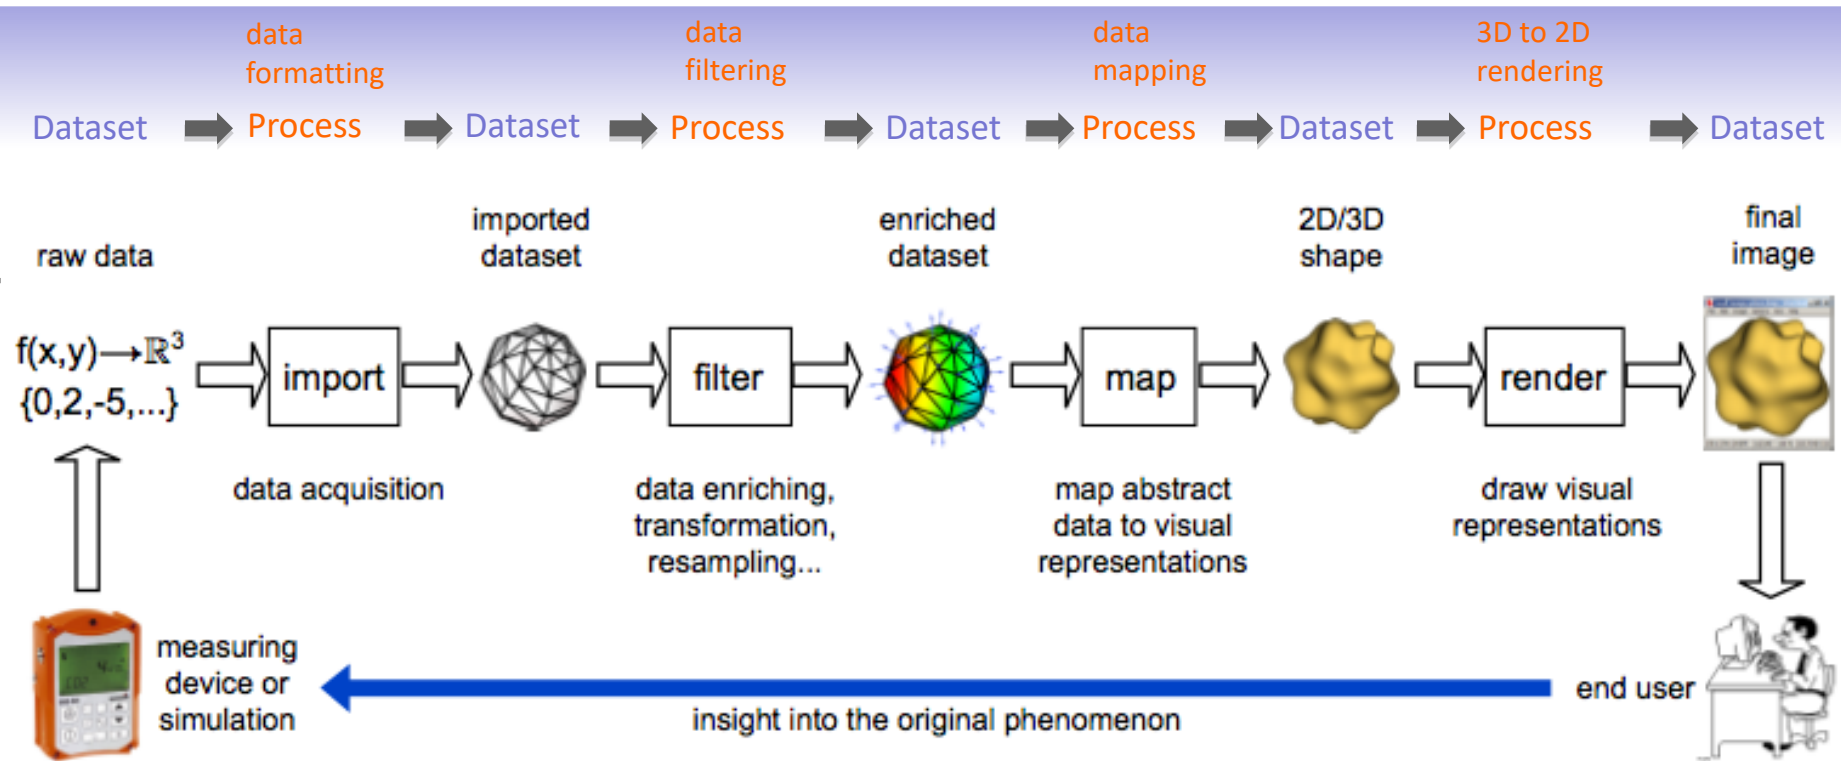 data
formatting
data
filtering
data
mapping
3D to 2D
rendering
Dataset Process Dataset Process Dataset Process Dataset Process Dataset
raw data
imported
dataset
enriched
dataset
2D/3D
shape
final
image
f(x,y)→ℝ³
{0,2,-5,...}
import
filter
map
render
data acquisition
data enriching,
transformation,
resampling...
map abstract
data to visual
representations
draw visual
representations
measuring
device or
simulation
insight into the original phenomenon
end user